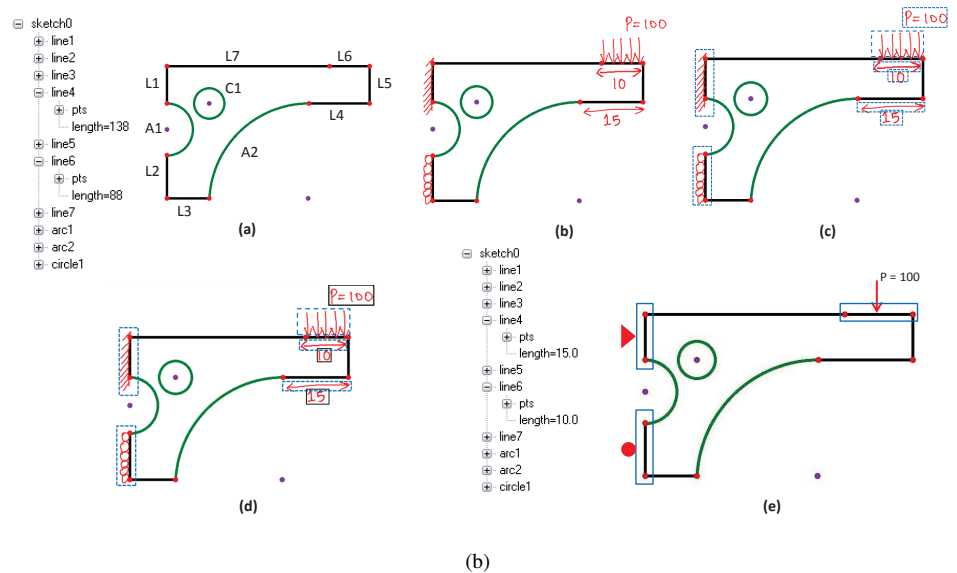 sketch0
line1
line2
line3
line4
pts
length=138
line5
line6
pts
length=88
line7
arc1
arc2
circle1
L7
L6
L1
C1
L5
L4
A1
A2
L2
L3
(a)
P=100
10
15
(b)
P=100
10
15
(c)
P=100
10
15
(d)
sketch0
line1
line2
line3
line4
pts
length=15.0
line5
line6
pts
length=10.0
line7
arc1
arc2
circle1
P = 100
(e)
(b)